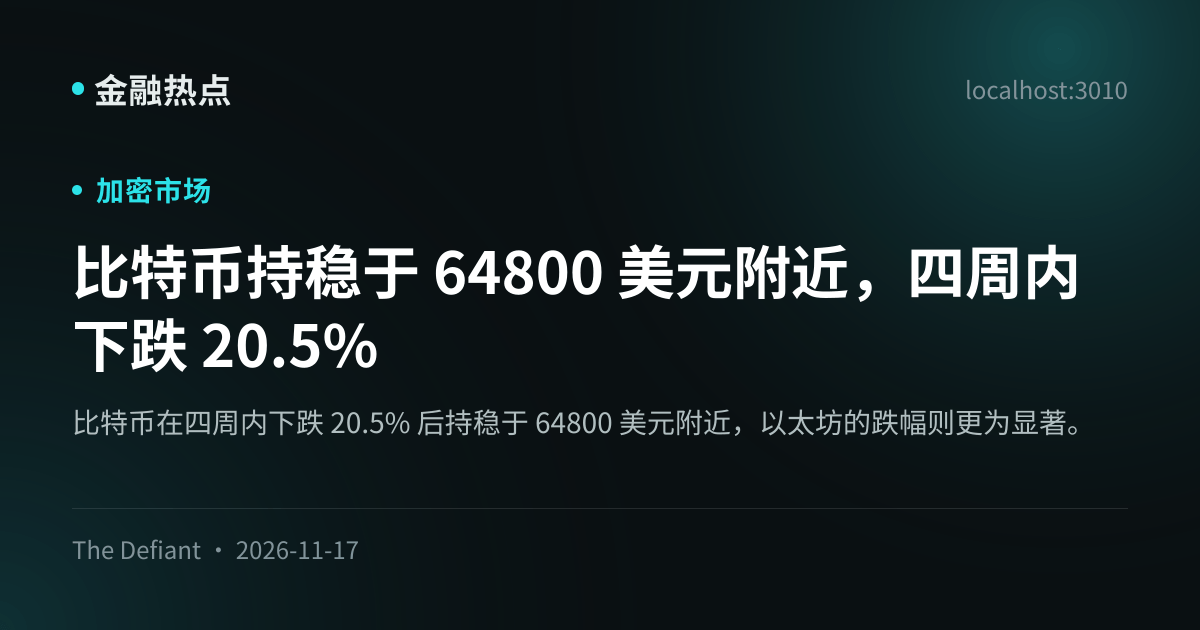 金融热点
localhost:3010
加密市场
比特币持稳于 64800 美元附近，四周内
下跌 20.5%
比特币在四周内下跌 20.5% 后持稳于 64800 美元附近，以太坊的跌幅则更为显著。
The Defiant · 2026-11-17